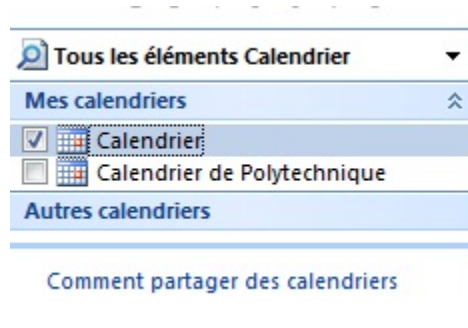 Tous les éléments Calendrier
Mes calendriers
Calendrier
Calendrier de Polytechnique
Autres calendriers
Comment partager des calendriers